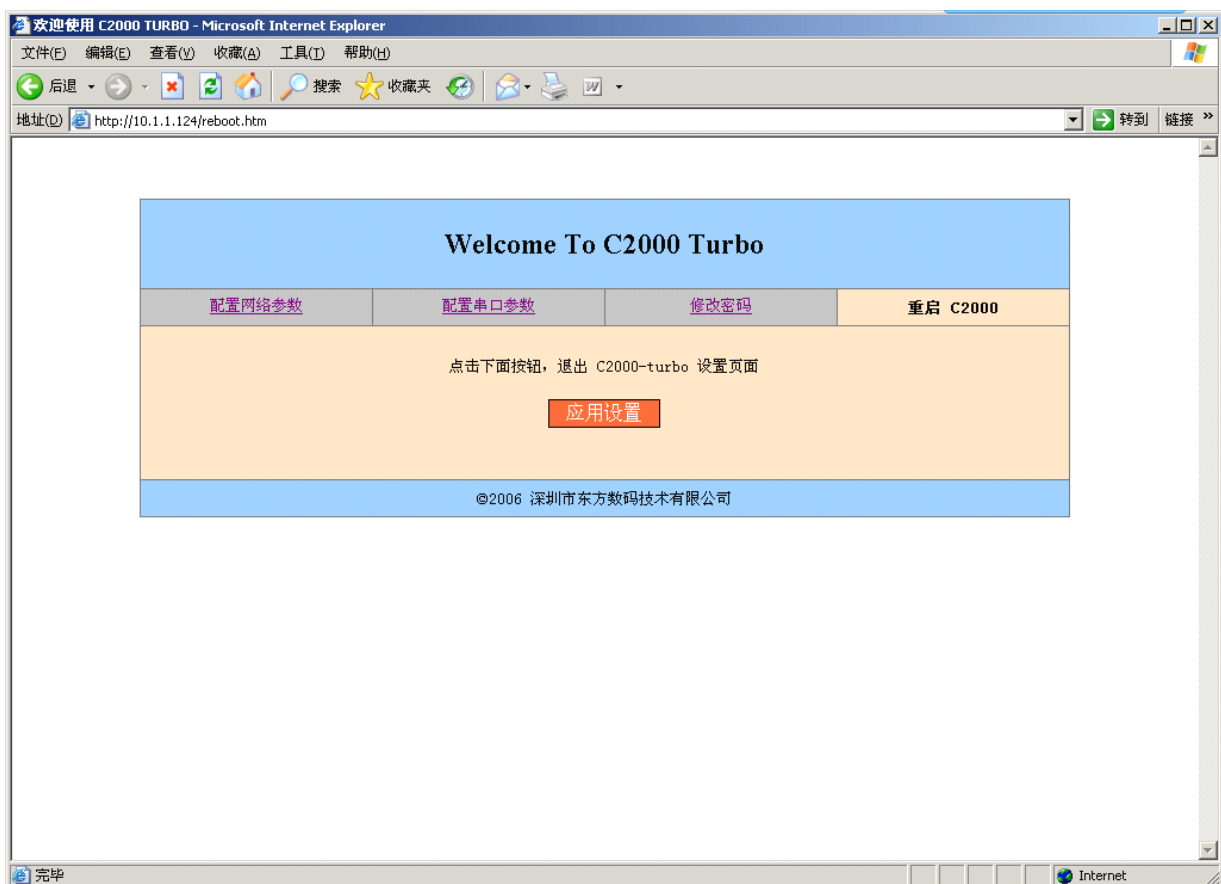 欢迎使用 C2000 TURBO - Microsoft Internet Explorer
文件(F) 编辑(E) 查看(V) 收藏(A) 工具(T) 帮助(H)
后退 搜索 收藏夹
地址(D) http://10.1.1.124/reboot.htm 转到 链接 »
Welcome To C2000 Turbo
配置网络参数 配置串口参数 修改密码 重启 C2000
点击下面按钮，退出 C2000-turbo 设置页面
应用设置
©2006 深圳市东方数码技术有限公司
完毕 Internet